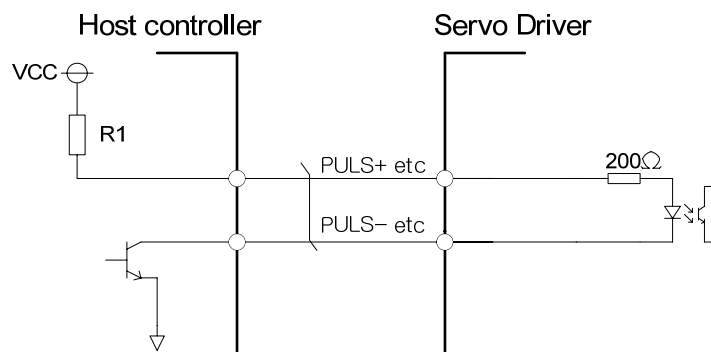 Host controller
Servo Driver
VCC
R1
PULS+ etc
200Ω
PULS- etc